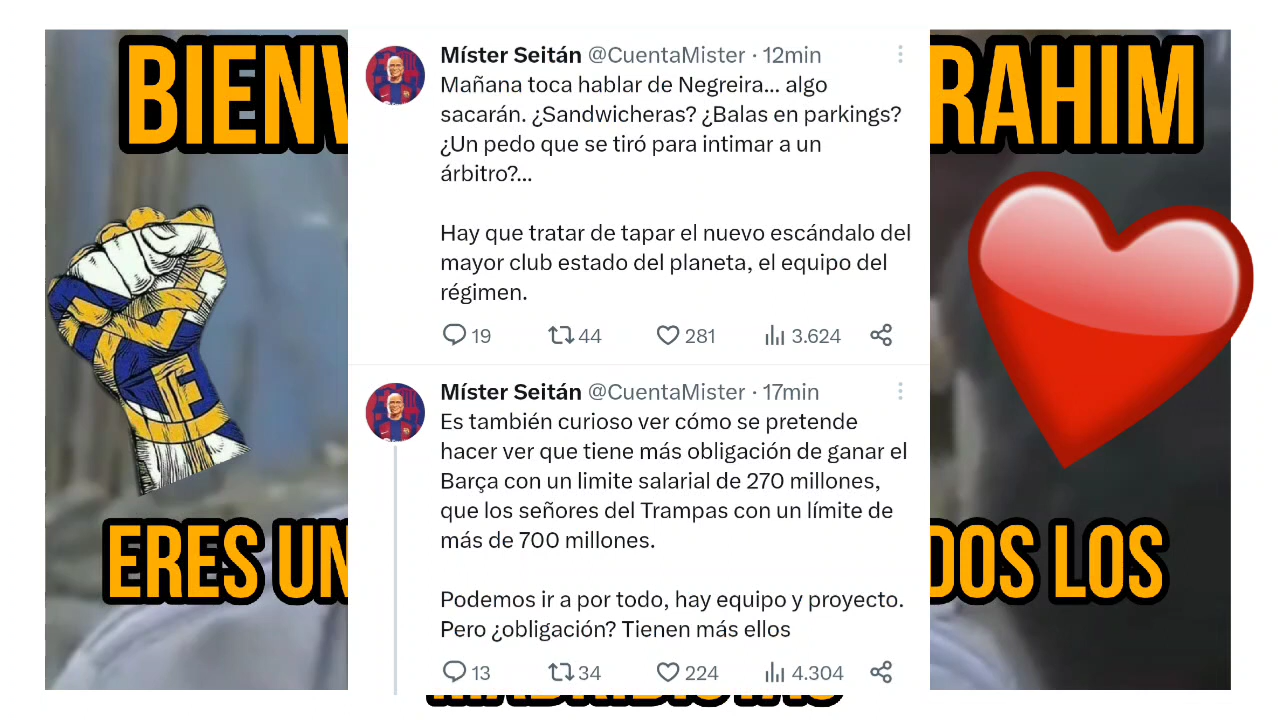 BIENV
RAHIM
Míster Seitán @CuentaMister · 12min
Mañana toca hablar de Negreira... algo
sacarán. ¿Sandwicheras? ¿Balas en parkings?
¿Un pedo que se tiró para intimar a un
árbitro?...
Hay que tratar de tapar el nuevo escándalo del
mayor club estado del planeta, el equipo del
régimen.
19 44 281 3.624
Míster Seitán @CuentaMister · 17min
Es también curioso ver cómo se pretende
hacer ver que tiene más obligación de ganar el
Barça con un limite salarial de 270 millones,
que los señores del Trampas con un límite de
más de 700 millones.
Podemos ir a por todo, hay equipo y proyecto.
Pero ¿obligación? Tienen más ellos
13 34 224 4.304
ERES UN
DOS LOS